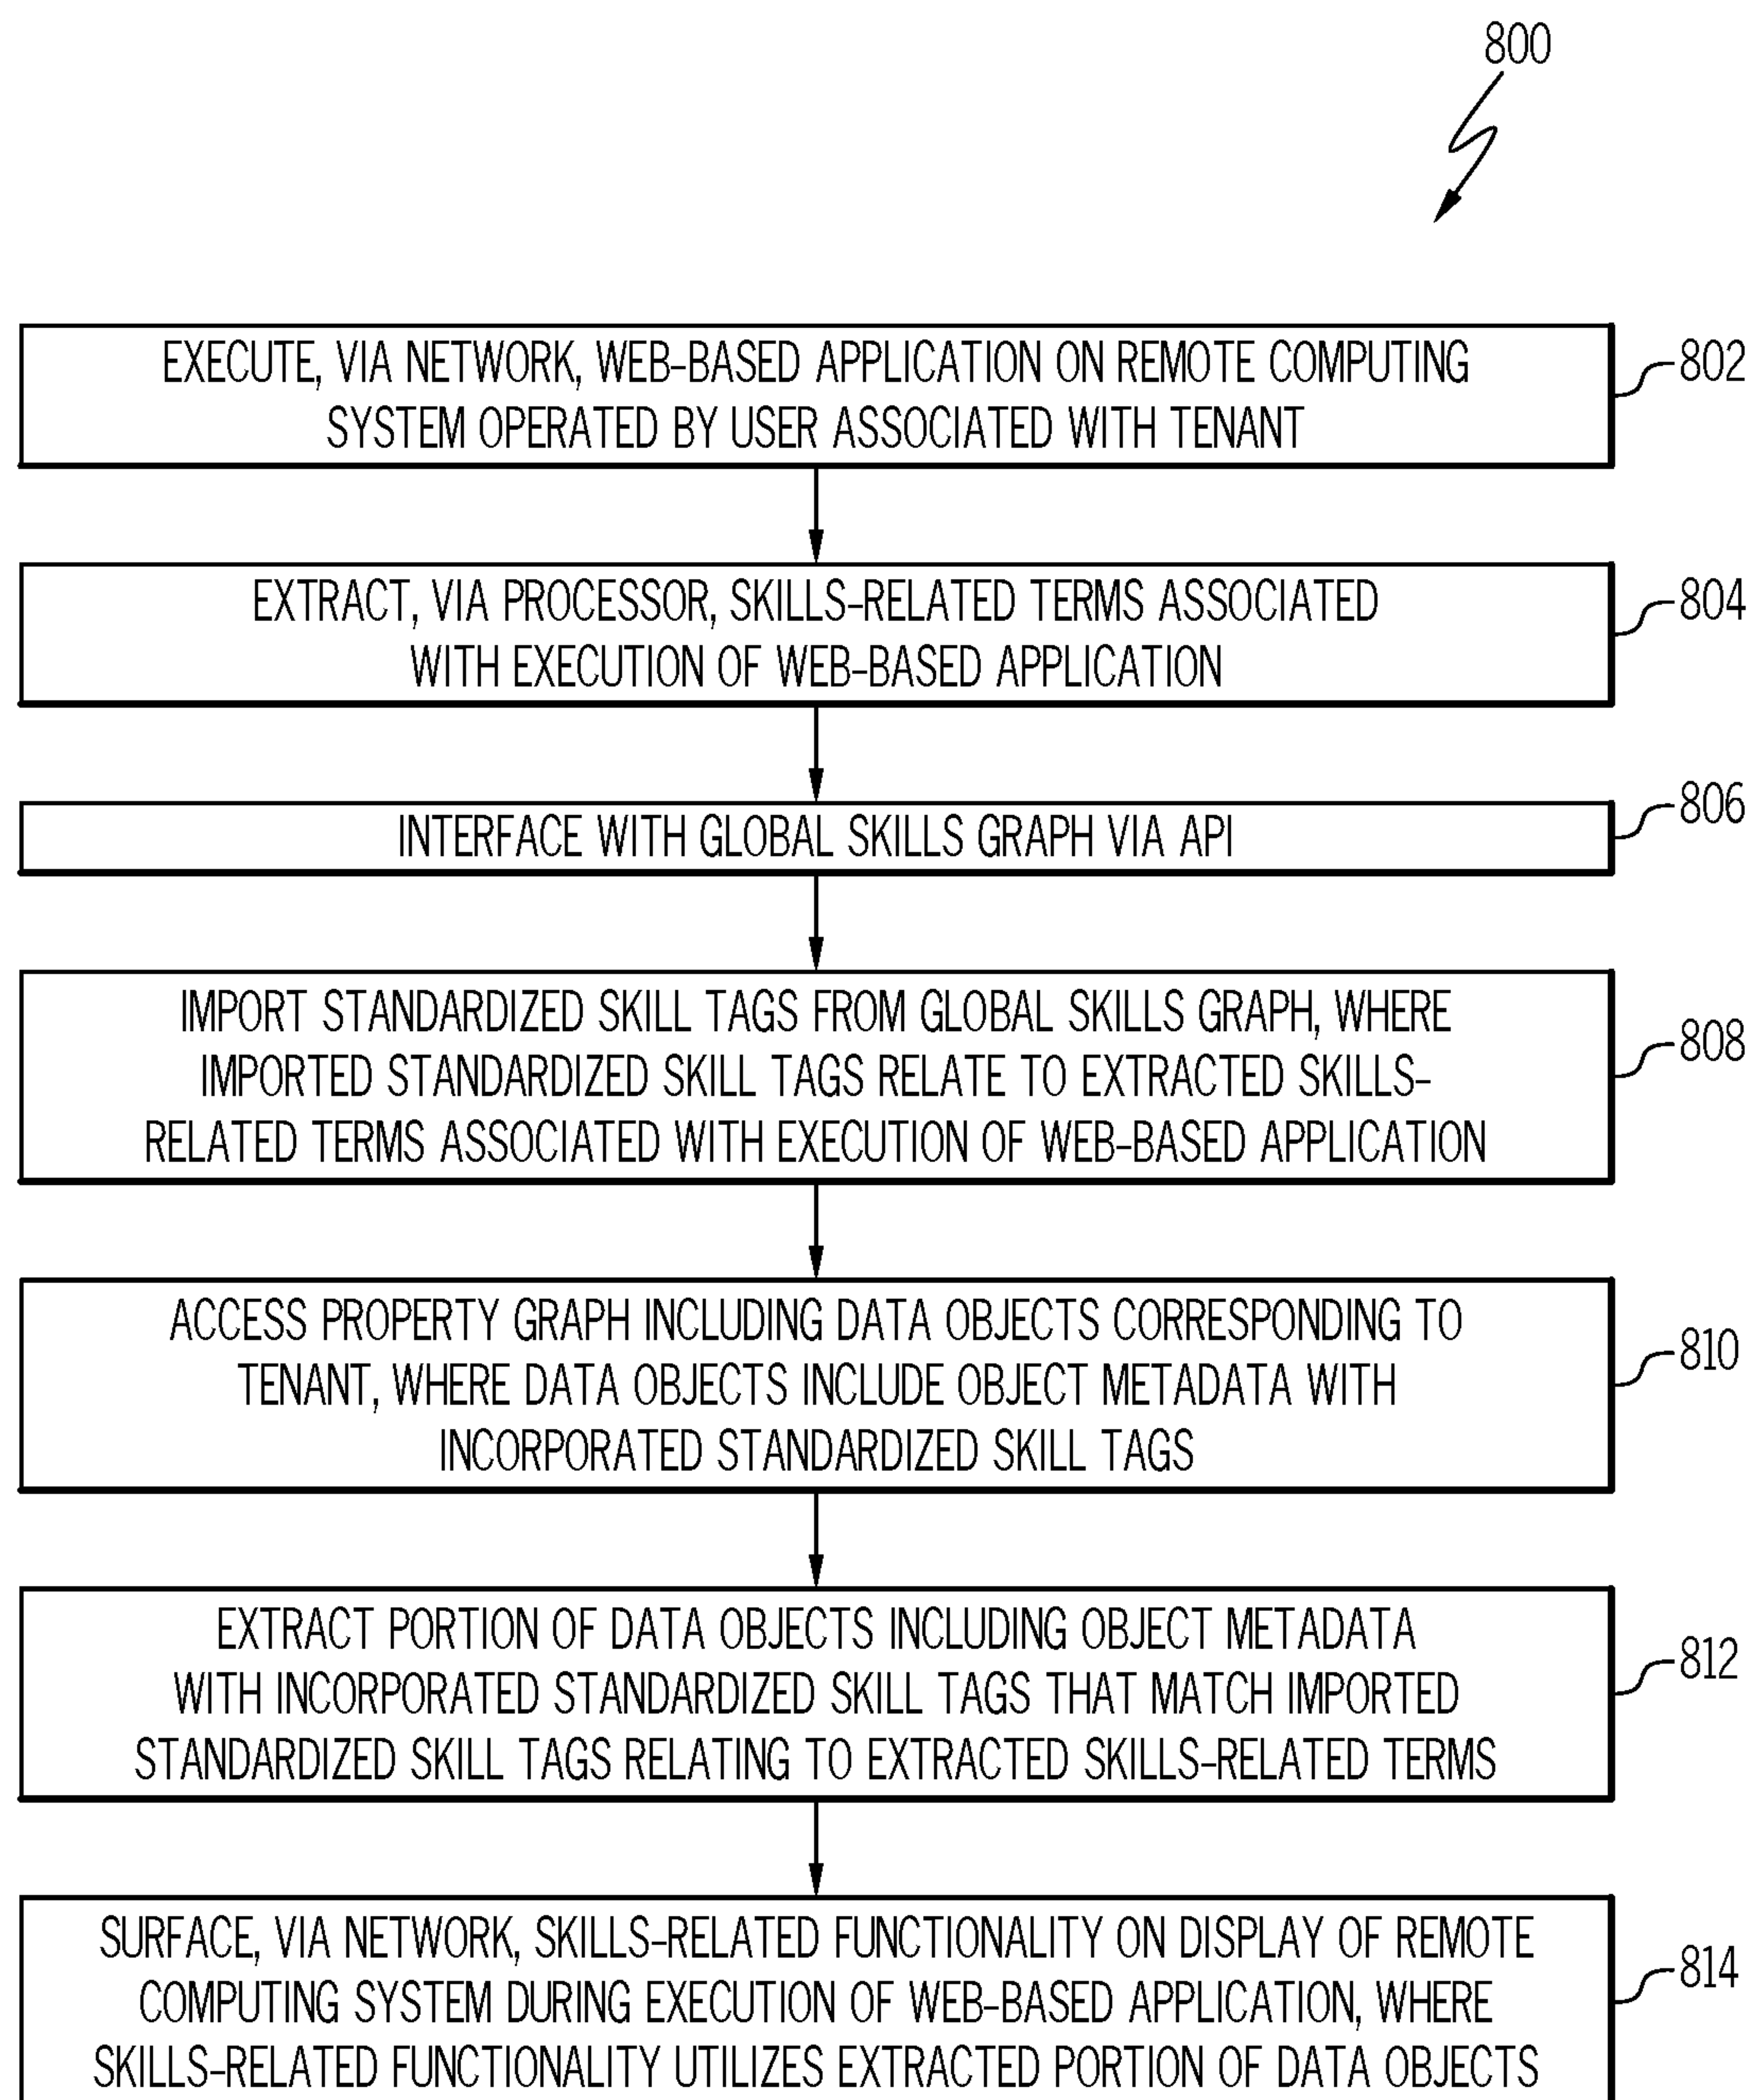 800
EXECUTE, VIA NETWORK, WEB-BASED APPLICATION ON REMOTE COMPUTING
SYSTEM OPERATED BY USER ASSOCIATED WITH TENANT
802
EXTRACT, VIA PROCESSOR, SKILLS-RELATED TERMS ASSOCIATED
WITH EXECUTION OF WEB-BASED APPLICATION
804
INTERFACE WITH GLOBAL SKILLS GRAPH VIA API
806
IMPORT STANDARDIZED SKILL TAGS FROM GLOBAL SKILLS GRAPH, WHERE
IMPORTED STANDARDIZED SKILL TAGS RELATE TO EXTRACTED SKILLS-
RELATED TERMS ASSOCIATED WITH EXECUTION OF WEB-BASED APPLICATION
808
ACCESS PROPERTY GRAPH INCLUDING DATA OBJECTS CORRESPONDING TO
TENANT, WHERE DATA OBJECTS INCLUDE OBJECT METADATA WITH
INCORPORATED STANDARDIZED SKILL TAGS
810
EXTRACT PORTION OF DATA OBJECTS INCLUDING OBJECT METADATA
WITH INCORPORATED STANDARDIZED SKILL TAGS THAT MATCH IMPORTED
STANDARDIZED SKILL TAGS RELATING TO EXTRACTED SKILLS-RELATED TERMS
812
SURFACE, VIA NETWORK, SKILLS-RELATED FUNCTIONALITY ON DISPLAY OF REMOTE
COMPUTING SYSTEM DURING EXECUTION OF WEB-BASED APPLICATION, WHERE
SKILLS-RELATED FUNCTIONALITY UTILIZES EXTRACTED PORTION OF DATA OBJECTS
814